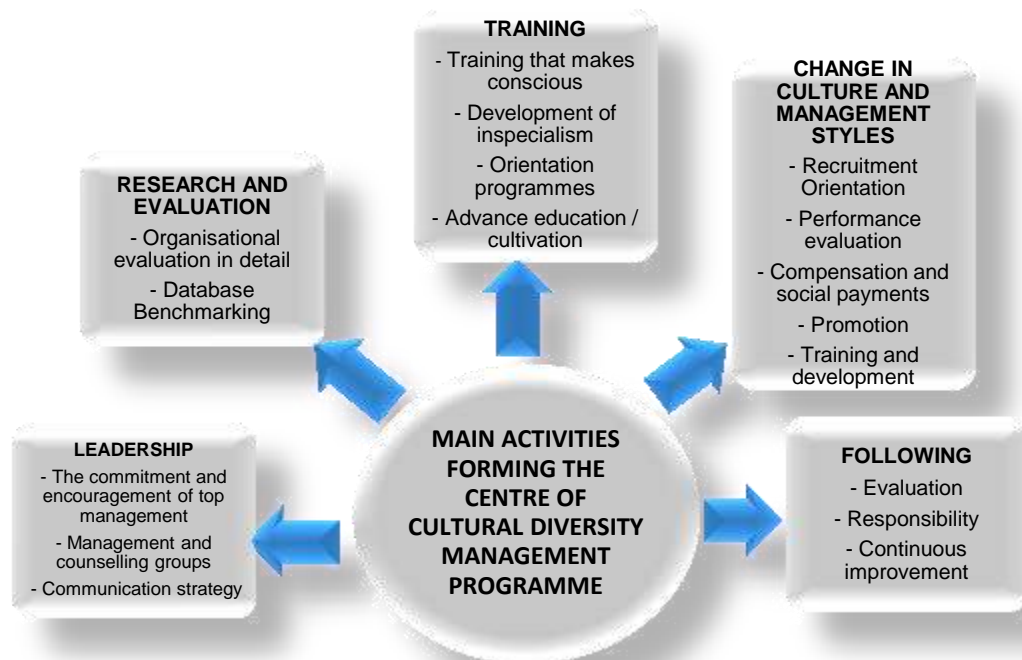 TRAINING
- Training that makes
conscious
- Development of
inspecialism
- Orientation
programmes
- Advance education /
cultivation
CHANGE IN
CULTURE AND
MANAGEMENT
STYLES
- Recruitment
Orientation
- Performance
evaluation
- Compensation and
social payments
- Promotion
- Training and
development
RESEARCH AND
EVALUATION
- Organisational
evaluation in detail
- Database
Benchmarking
LEADERSHIP
- The commitment and
encouragement of top
management
- Management and
counselling groups
- Communication strategy
MAIN ACTIVITIES
FORMING THE
CENTRE OF
CULTURAL DIVERSITY
MANAGEMENT
PROGRAMME
FOLLOWING
- Evaluation
- Responsibility
- Continuous
improvement